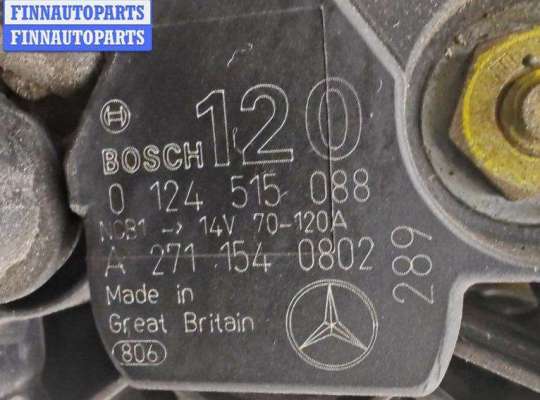 FINNAUTOPARTS
FINNAUTOPARTS
120
BOSCH
0 124 515 088
NCB1 → 14V 70-120A
A 271 154 0802
289
Made in
Great Britain
806